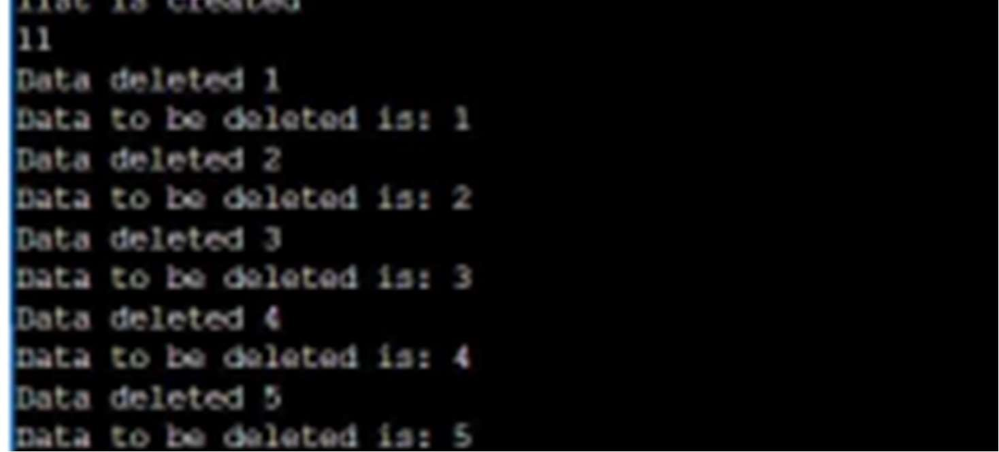 list is created
11
Data deleted 1
Data to be deleted is: 1
Data deleted 2
Data to be deleted is: 2
Data deleted 3
Data to be deleted is: 3
Data deleted 4
Data to be deleted is: 4
Data deleted 5
Data to be deleted is: 5